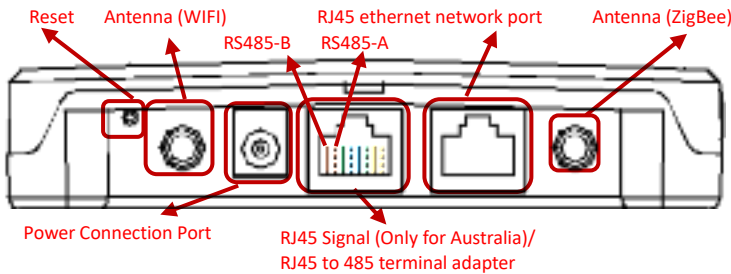 Reset
Antenna (WIFI)
RJ45 ethernet network port
Antenna (ZigBee)
RS485-B
RS485-A
Power Connection Port
RJ45 Signal (Only for Australia)/
RJ45 to 485 terminal adapter